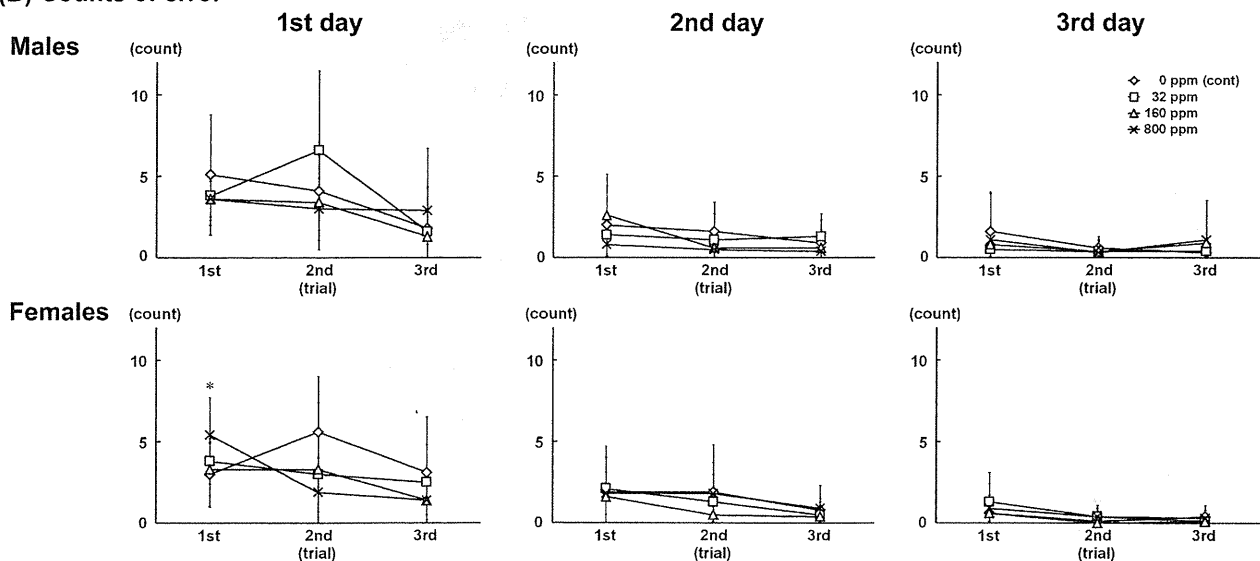 (B) Counts of error
1st day 2nd day 3rd day
Males (count) (count) (count)
0 ppm (cont)
32 ppm
160 ppm
800 ppm
10 10 10
5 5 5
0 0 0
1st 2nd 3rd 1st 2nd 3rd 1st 2nd 3rd
(trial) (trial) (trial)
Females (count) (count) (count)
10 10 10
*
5 5 5
0 0 0
1st 2nd 3rd 1st 2nd 3rd 1st 2nd 3rd
(trial) (trial) (trial)